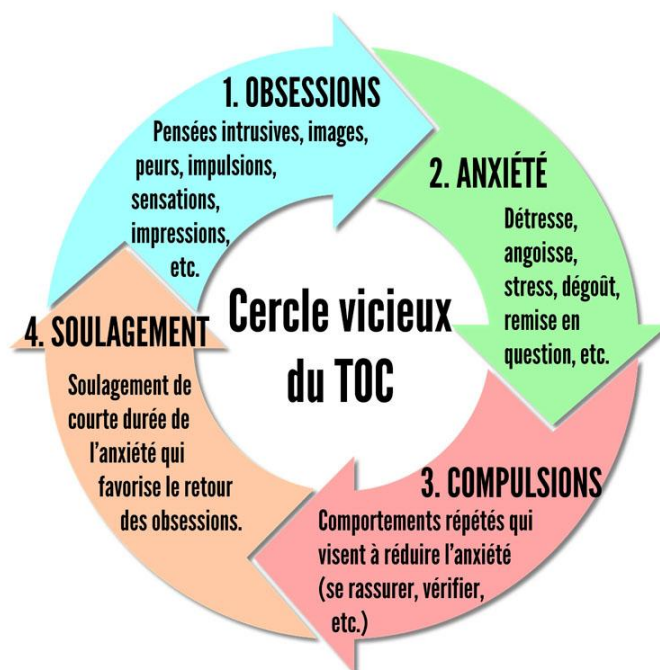 1. OBSESSIONS
Pensées intrusives, images,
peurs, impulsions,
sensations,
impressions,
etc.
2. ANXIÉTÉ
Détresse,
angoisse,
stress, dégoût,
remise en
question, etc.
3. COMPULSIONS
Comportements répétés qui
visent à réduire l'anxiété
(se rassurer, vérifier,
etc.)
4. SOULAGEMENT
Soulagement de
courte durée de
l'anxiété qui
favorise le retour
des obsessions.
Cercle vicieux
du TOC